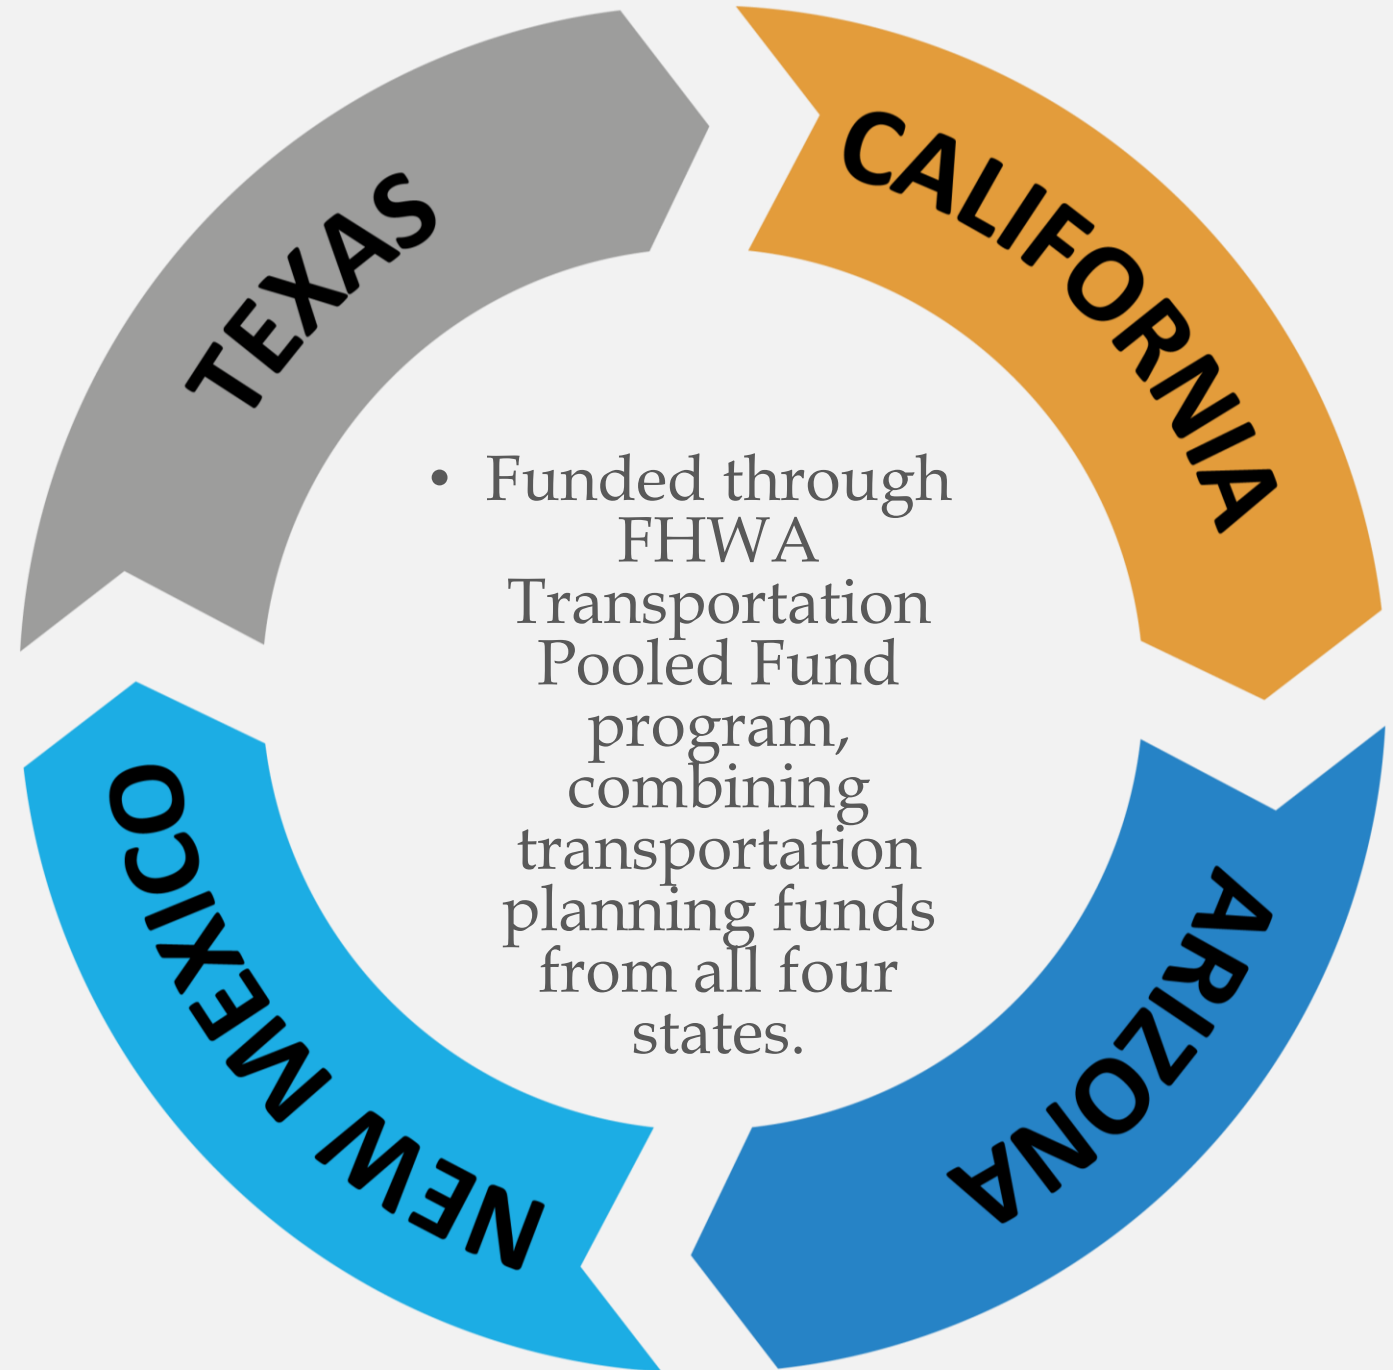 TEXAS
CALIFORNIA
• Funded through
FHWA
Transportation
Pooled Fund
program,
combining
transportation
planning funds
from all four
states.
NEW MEXICO
ARIZONA